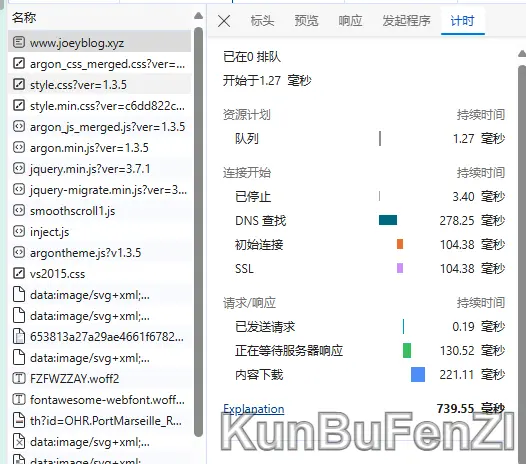 名称
www.joeyblog.xyz
argon_css_merged.css?ver=...
style.css?ver=1.3.5
style.min.css?ver=c6dd822c...
argon_js_merged.js?ver=1.3.5
argon.min.js?ver=1.3.5
jquery.min.js?ver=3.7.1
jquery-migrate.min.js?ver=3...
smoothscroll1.js
inject.js
argontheme.js?v1.3.5
vs2015.css
data:image/svg+xml;...
data:image/svg+xml;...
653813a27a29ae4661f6782...
data:image/svg+xml;...
FZFWZZAY.woff2
fontawesome-webfont.woff...
th?id=OHR.PortMarseille_R...
data:image/svg+xml;...
data:image/svg+xml;...
标头 预览 响应 发起程序 计时
已在0 排队
开始于1.27 毫秒
资源计划 持续时间
队列 1.27 毫秒
连接开始 持续时间
已停止 3.40 毫秒
DNS 查找 278.25 毫秒
初始连接 104.38 毫秒
SSL 104.38 毫秒
请求/响应 持续时间
已发送请求 0.19 毫秒
正在等待服务器响应 130.52 毫秒
内容下载 221.11 毫秒
Explanation 739.55 毫秒
KunBuFenZI